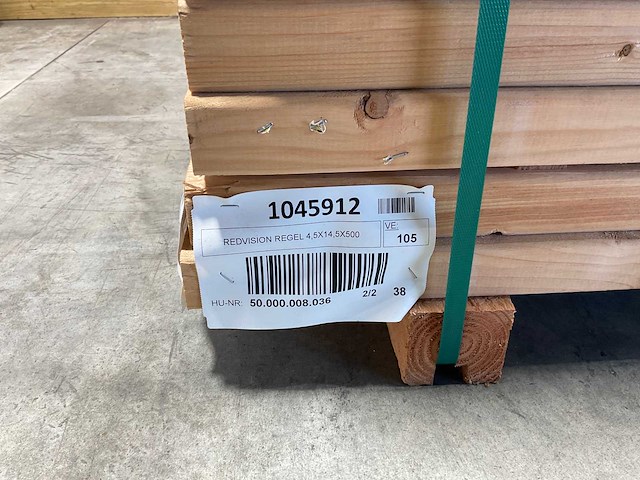 1045912
REDVISION REGEL 4,5X14,5X500
VE:
105
HU-NR: 50.000.008.036 2/2 38